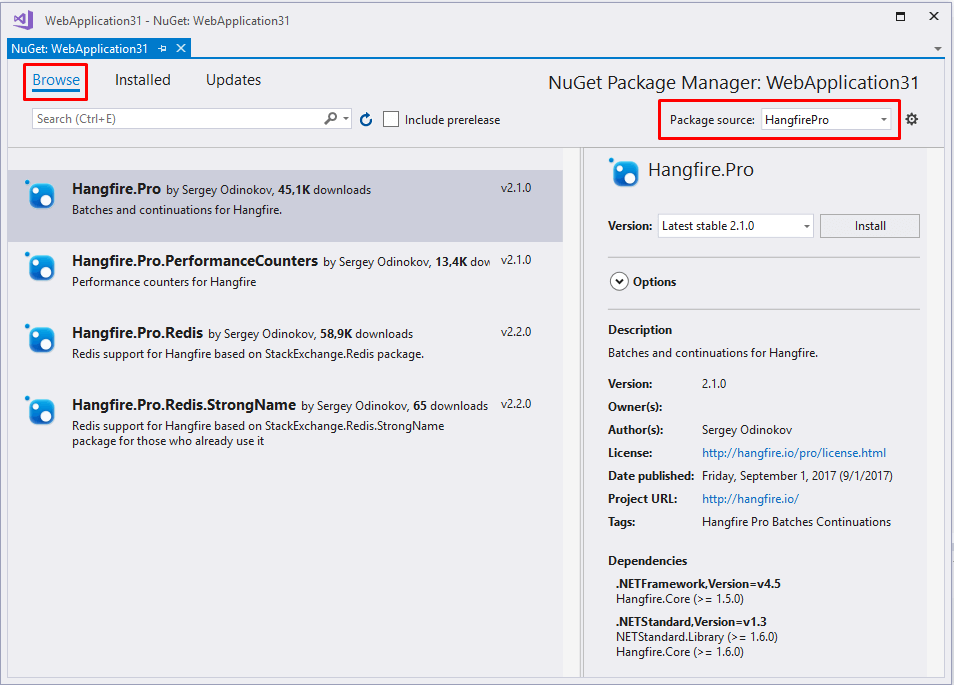 WebApplication31 - NuGet: WebApplication31
NuGet: WebApplication31
Browse Installed Updates
NuGet Package Manager: WebApplication31
Search (Ctrl+E)
Include prerelease
Package source: HangfirePro
Hangfire.Pro by Sergey Odinokov, 45,1K downloads v2.1.0
Batches and continuations for Hangfire.
Hangfire.Pro.PerformanceCounters by Sergey Odinokov, 13,4K dow v2.1.0
Performance counters for Hangfire
Hangfire.Pro.Redis by Sergey Odinokov, 58,9K downloads v2.2.0
Redis support for Hangfire based on StackExchange.Redis package.
Hangfire.Pro.Redis.StrongName by Sergey Odinokov, 65 downloads v2.2.0
Redis support for Hangfire based on StackExchange.Redis.StrongName
package for those who already use it
Hangfire.Pro
Version: Latest stable 2.1.0 Install
Options
Description
Batches and continuations for Hangfire.
Version: 2.1.0
Owner(s):
Author(s): Sergey Odinokov
License: http://hangfire.io/pro/license.html
Date published: Friday, September 1, 2017 (9/1/2017)
Project URL: http://hangfire.io/
Tags: Hangfire Pro Batches Continuations
Dependencies
.NETFramework,Version=v4.5
Hangfire.Core (>= 1.5.0)
.NETStandard,Version=v1.3
NETStandard.Library (>= 1.6.0)
Hangfire.Core (>= 1.6.0)